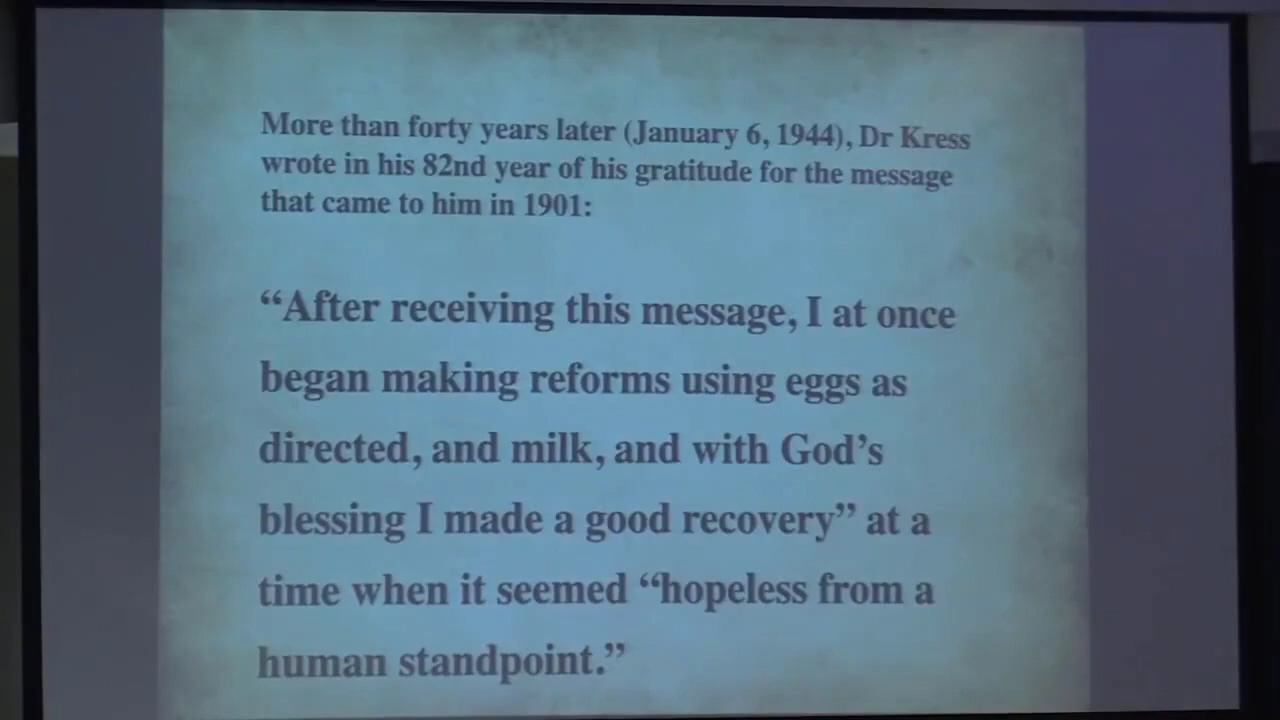 More than forty years later (January 6, 1944), Dr Kress
wrote in his 82nd year of his gratitude for the message
that came to him in 1901:
“After receiving this message, I at once
began making reforms using eggs as
directed, and milk, and with God’s
blessing I made a good recovery” at a
time when it seemed “hopeless from a
human standpoint.”